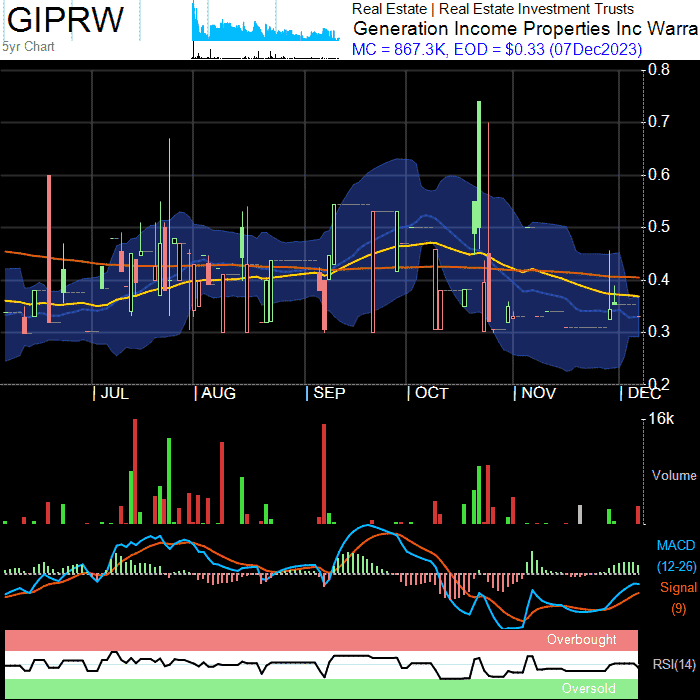 GIPRW
5yr Chart
Real Estate | Real Estate Investment Trusts
Generation Income Properties Inc Warra
MC = 867.3K, EOD = $0.33 (07Dec2023)
0.8
0.7
0.6
0.5
0.4
0.3
0.2
| JUL | AUG | SEP | OCT | NOV | DEC
16k
Volume
MACD
(12-26)
Signal
(9)
Overbought
RSI(14)
Oversold